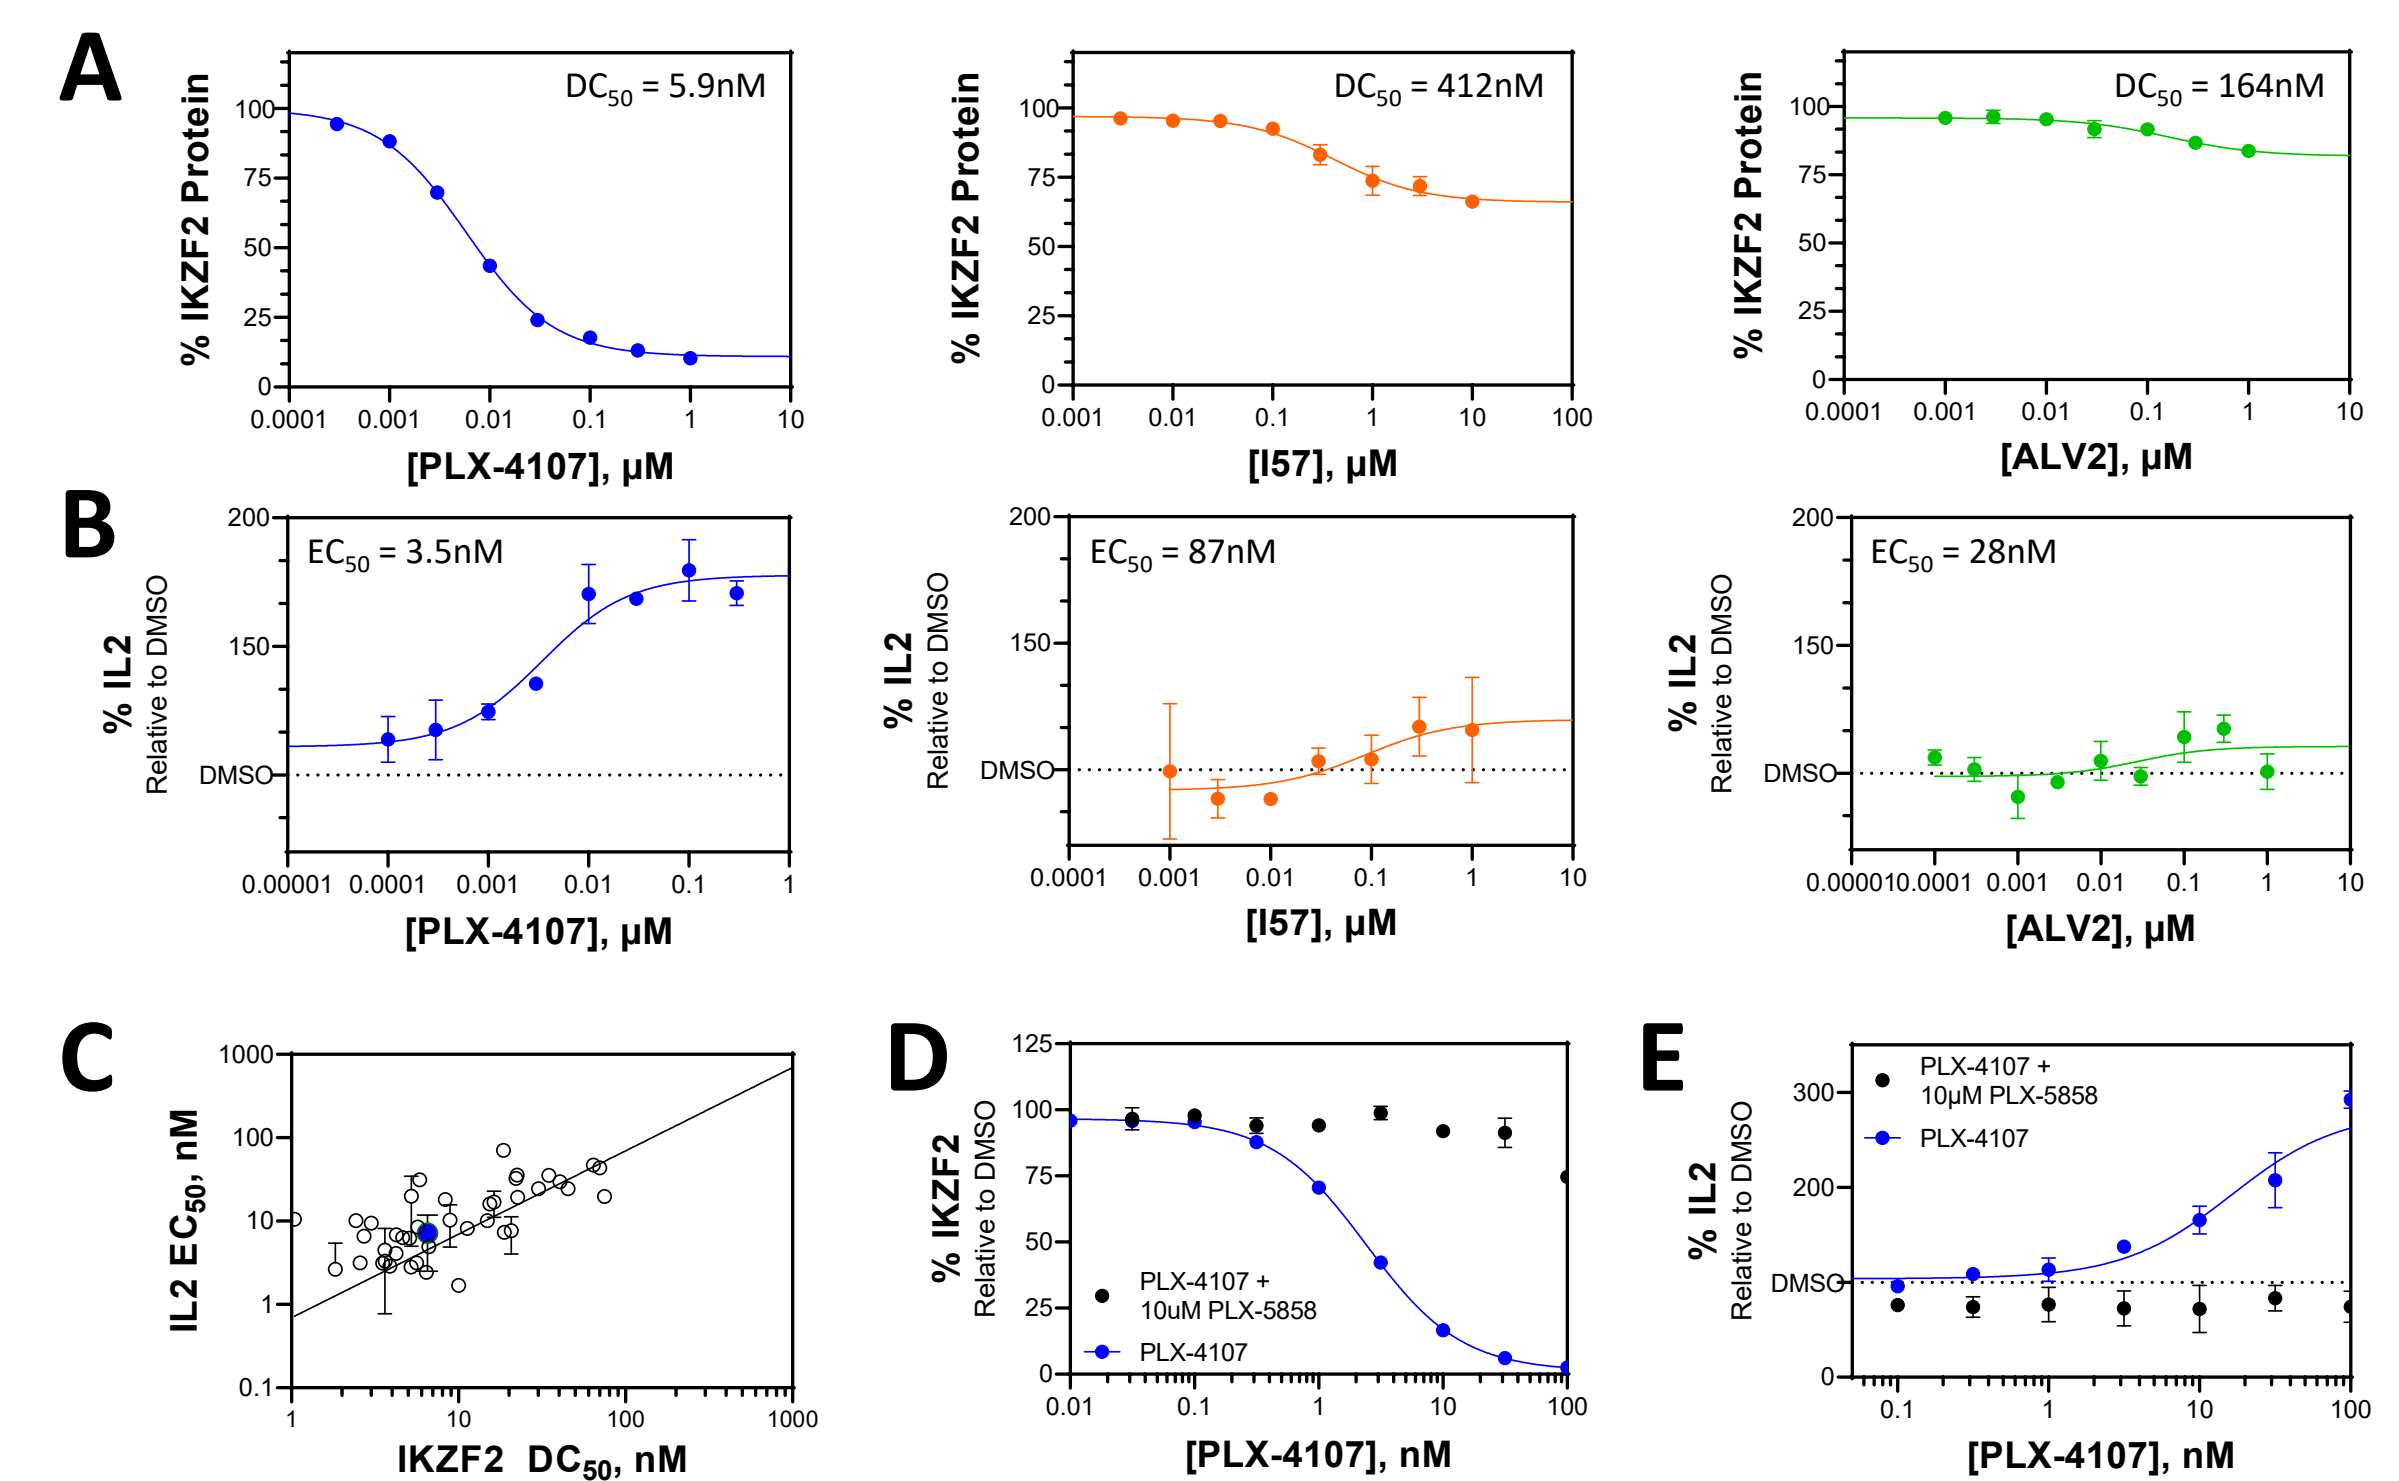 A
% IKZF2 Protein
DC50 = 5.9nM
100
75
50
25
0
0.0001 0.001 0.01 0.1 1 10
[PLX-4107], µM
% IKZF2 Protein
DC50 = 412nM
100
75
50
25
0
0.001 0.01 0.1 1 10 100
[I57], µM
% IKZF2 Protein
DC50 = 164nM
100
75
50
25
0
0.0001 0.001 0.01 0.1 1 10
[ALV2], µM
B
% IL2
Relative to DMSO
EC50 = 3.5nM
200
150
DMSO
0.00001 0.0001 0.001 0.01 0.1 1
[PLX-4107], µM
% IL2
Relative to DMSO
EC50 = 87nM
200
150
DMSO
0.0001 0.001 0.01 0.1 1 10
[I57], µM
% IL2
Relative to DMSO
EC50 = 28nM
200
150
DMSO
0.00001 0.0001 0.001 0.01 0.1 1 10
[ALV2], µM
C
IL2 EC50, nM
1000
100
10
1
0.1
1 10 100 1000
IKZF2 DC50, nM
D
% IKZF2
Relative to DMSO
125
100
75
50
25
0
PLX-4107 +
10uM PLX-5858
PLX-4107
0.01 0.1 1 10 100
[PLX-4107], nM
E
% IL2
Relative to DMSO
PLX-4107 +
10µM PLX-5858
PLX-4107
300
200
DMSO
0
0.1 1 10 100
[PLX-4107], nM